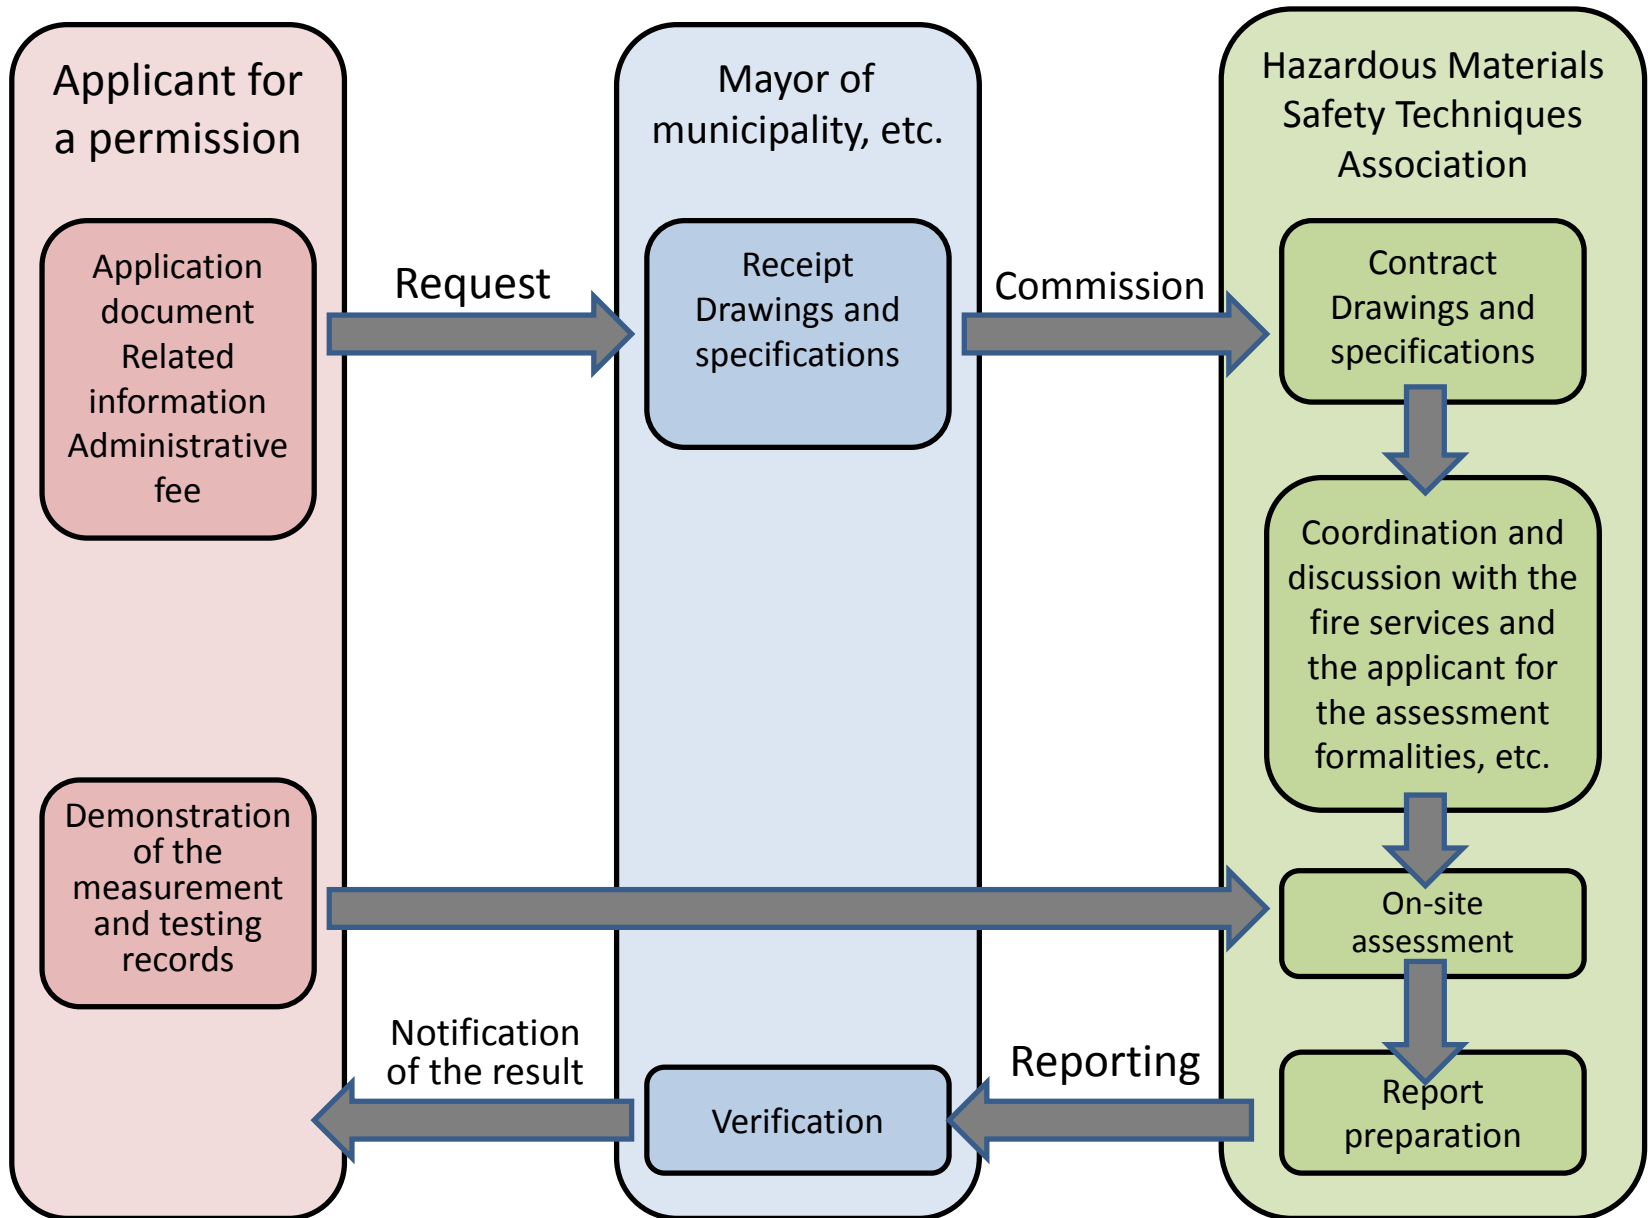 Applicant for
a permission
Application
document
Related
information
Administrative
fee
Demonstration
of the
measurement
and testing
records
Request
Notification
of the result
Mayor of
municipality, etc.
Receipt
Drawings and
specifications
Verification
Commission
Reporting
Hazardous Materials
Safety Techniques
Association
Contract
Drawings and
specifications
Coordination and
discussion with the
fire services and
the applicant for
the assessment
formalities, etc.
On-site
assessment
Report
preparation